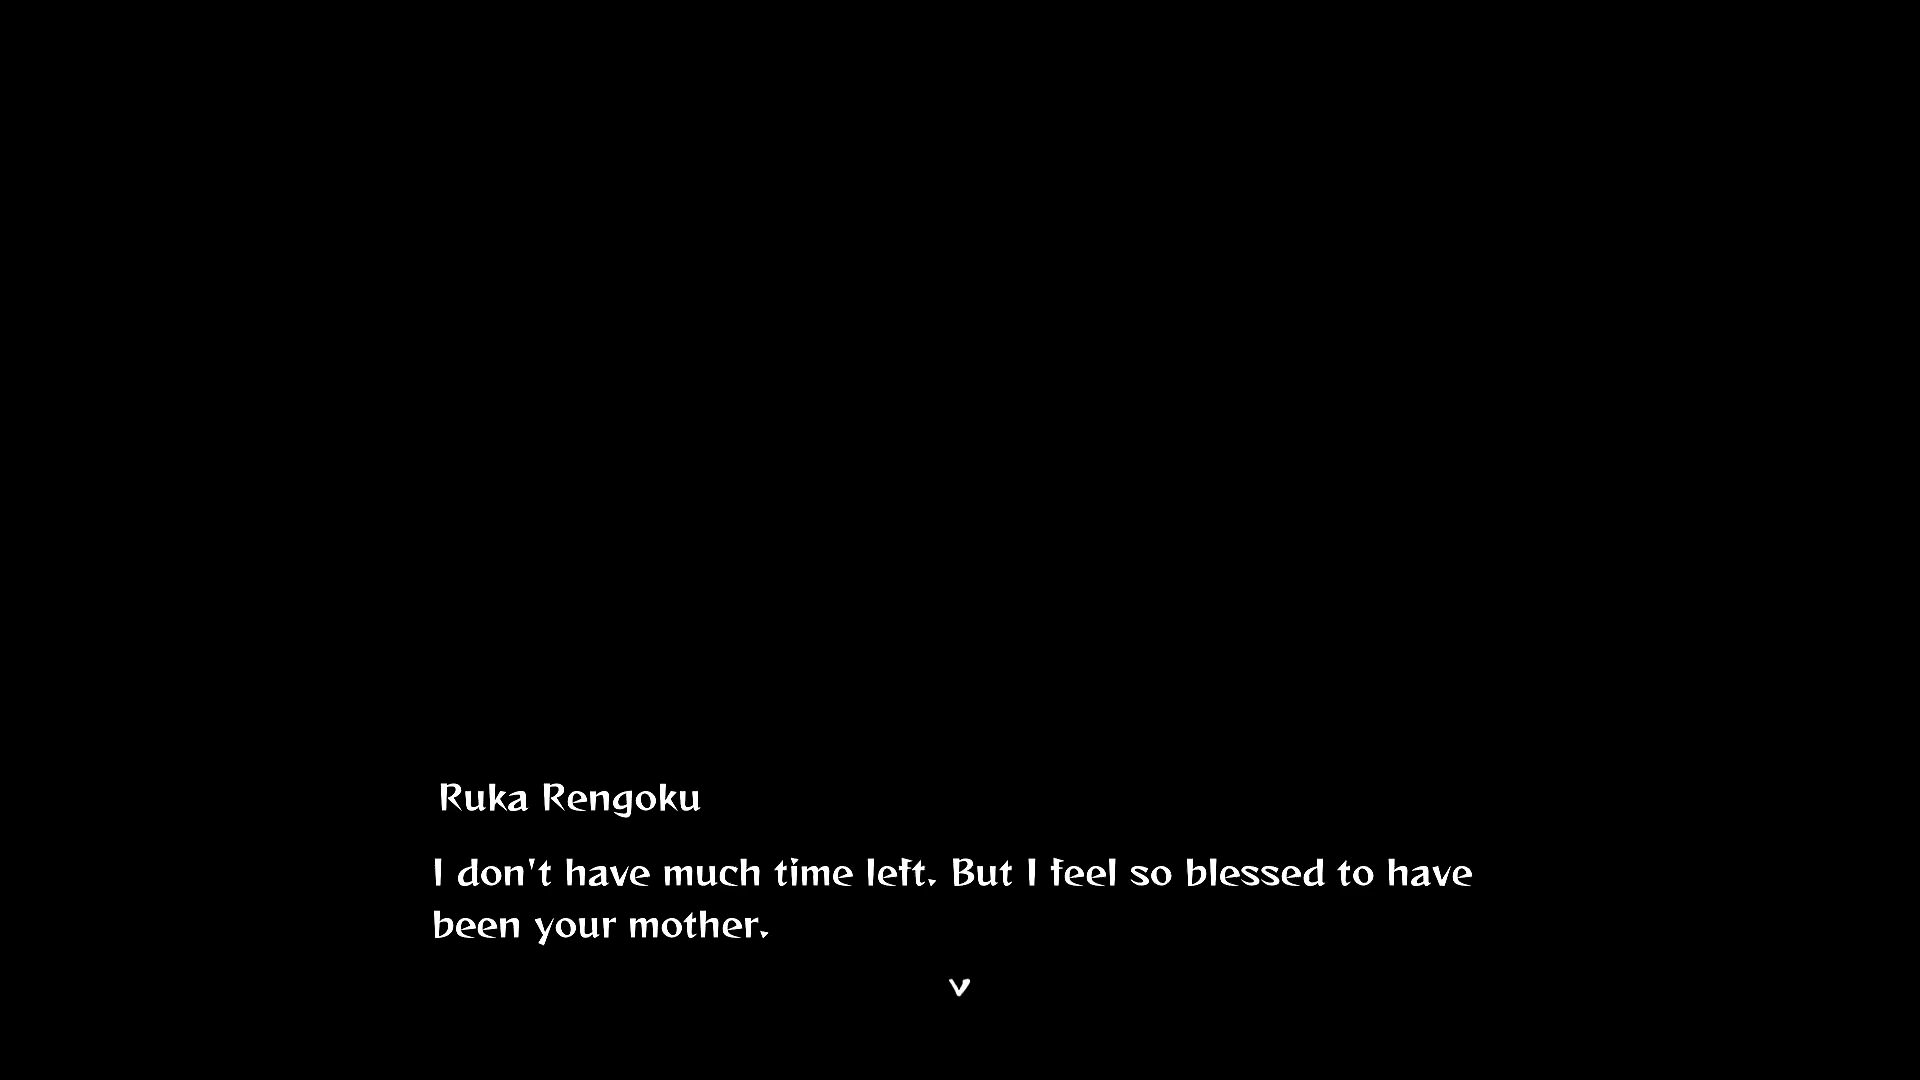 Ruka Rengoku
I don't have much time left. But I feel so blessed to have
been your mother.